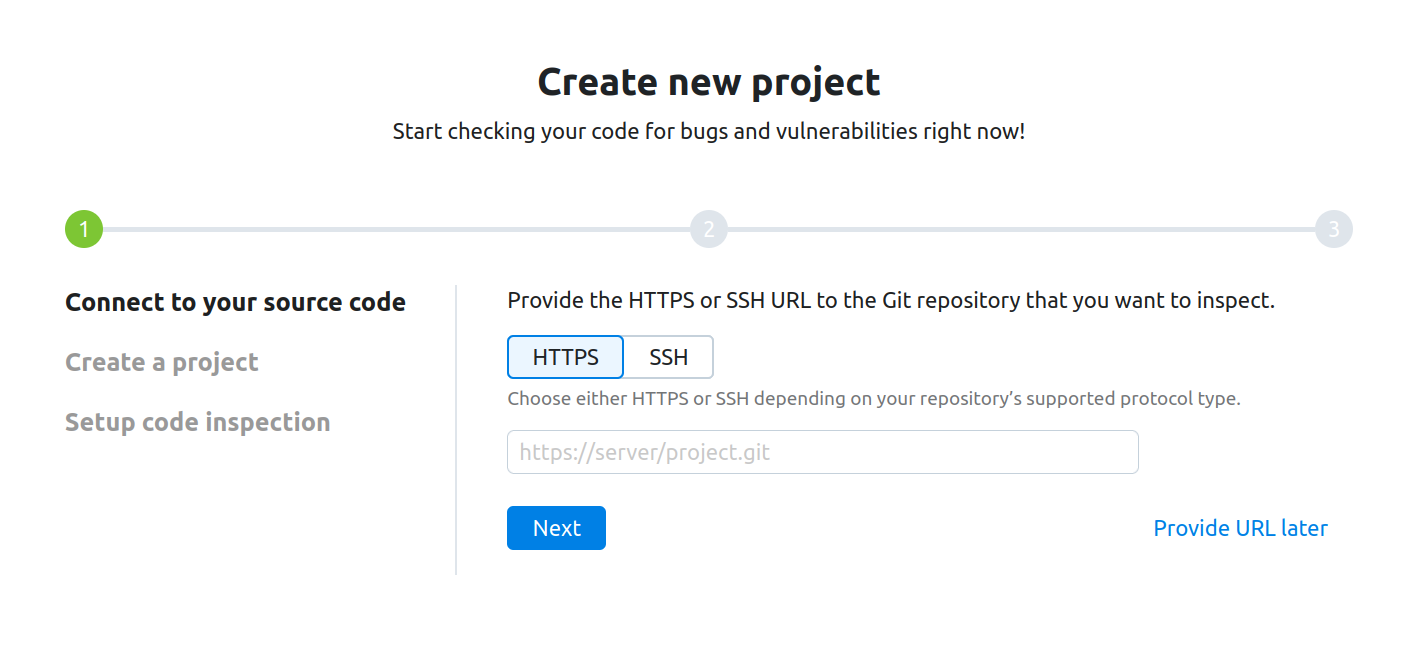 Create new project
Start checking your code for bugs and vulnerabilities right now!
1
2
3
Connect to your source code
Create a project
Setup code inspection
Provide the HTTPS or SSH URL to the Git repository that you want to inspect.
HTTPS SSH
Choose either HTTPS or SSH depending on your repository’s supported protocol type.
https://server/project.git
Next
Provide URL later